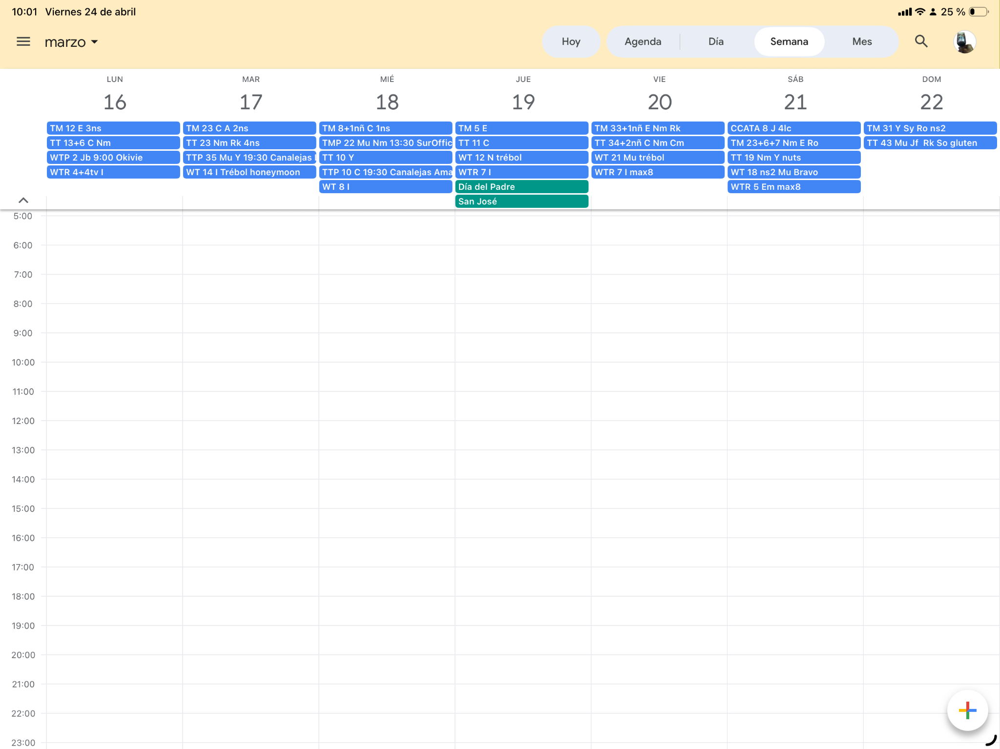 10:01 Viernes 24 de abril
25 %
marzo
Hoy
Agenda
Día
Semana
Mes
LUN
16
MAR
17
MIÉ
18
JUE
19
VIE
20
SÁB
21
DOM
22
TM 12 E 3ns
TT 13+6 C Nm
WTP 2 Jb 9:00 Okivie
WTR 4+4tv I
TM 23 C A 2ns
TT 23 Nm Rk 4ns
TTP 35 Mu Y 19:30 Canalejas
WT 14 I Trébol honeymoon
TM 8+1nñ C 1ns
TMP 22 Mu Nm 13:30 SurOffic
TT 10 Y
TTP 10 C 19:30 Canalejas Ama
WT 8 I
TM 5 E
TT 11 C
WT 12 N trébol
WTR 7 I
Día del Padre
San José
TM 33+1nñ E Nm Rk
TT 34+2nñ C Nm Cm
WT 21 Mu trébol
WTR 7 I max8
CCATA 8 J 4lc
TM 23+6+7 Nm E Ro
TT 19 Nm Y nuts
WT 18 ns2 Mu Bravo
WTR 5 Em max8
TM 31 Y Sy Ro ns2
TT 43 Mu Jf Rk So gluten
5:00
6:00
7:00
8:00
9:00
10:00
11:00
12:00
13:00
14:00
15:00
16:00
17:00
18:00
19:00
20:00
21:00
22:00
23:00